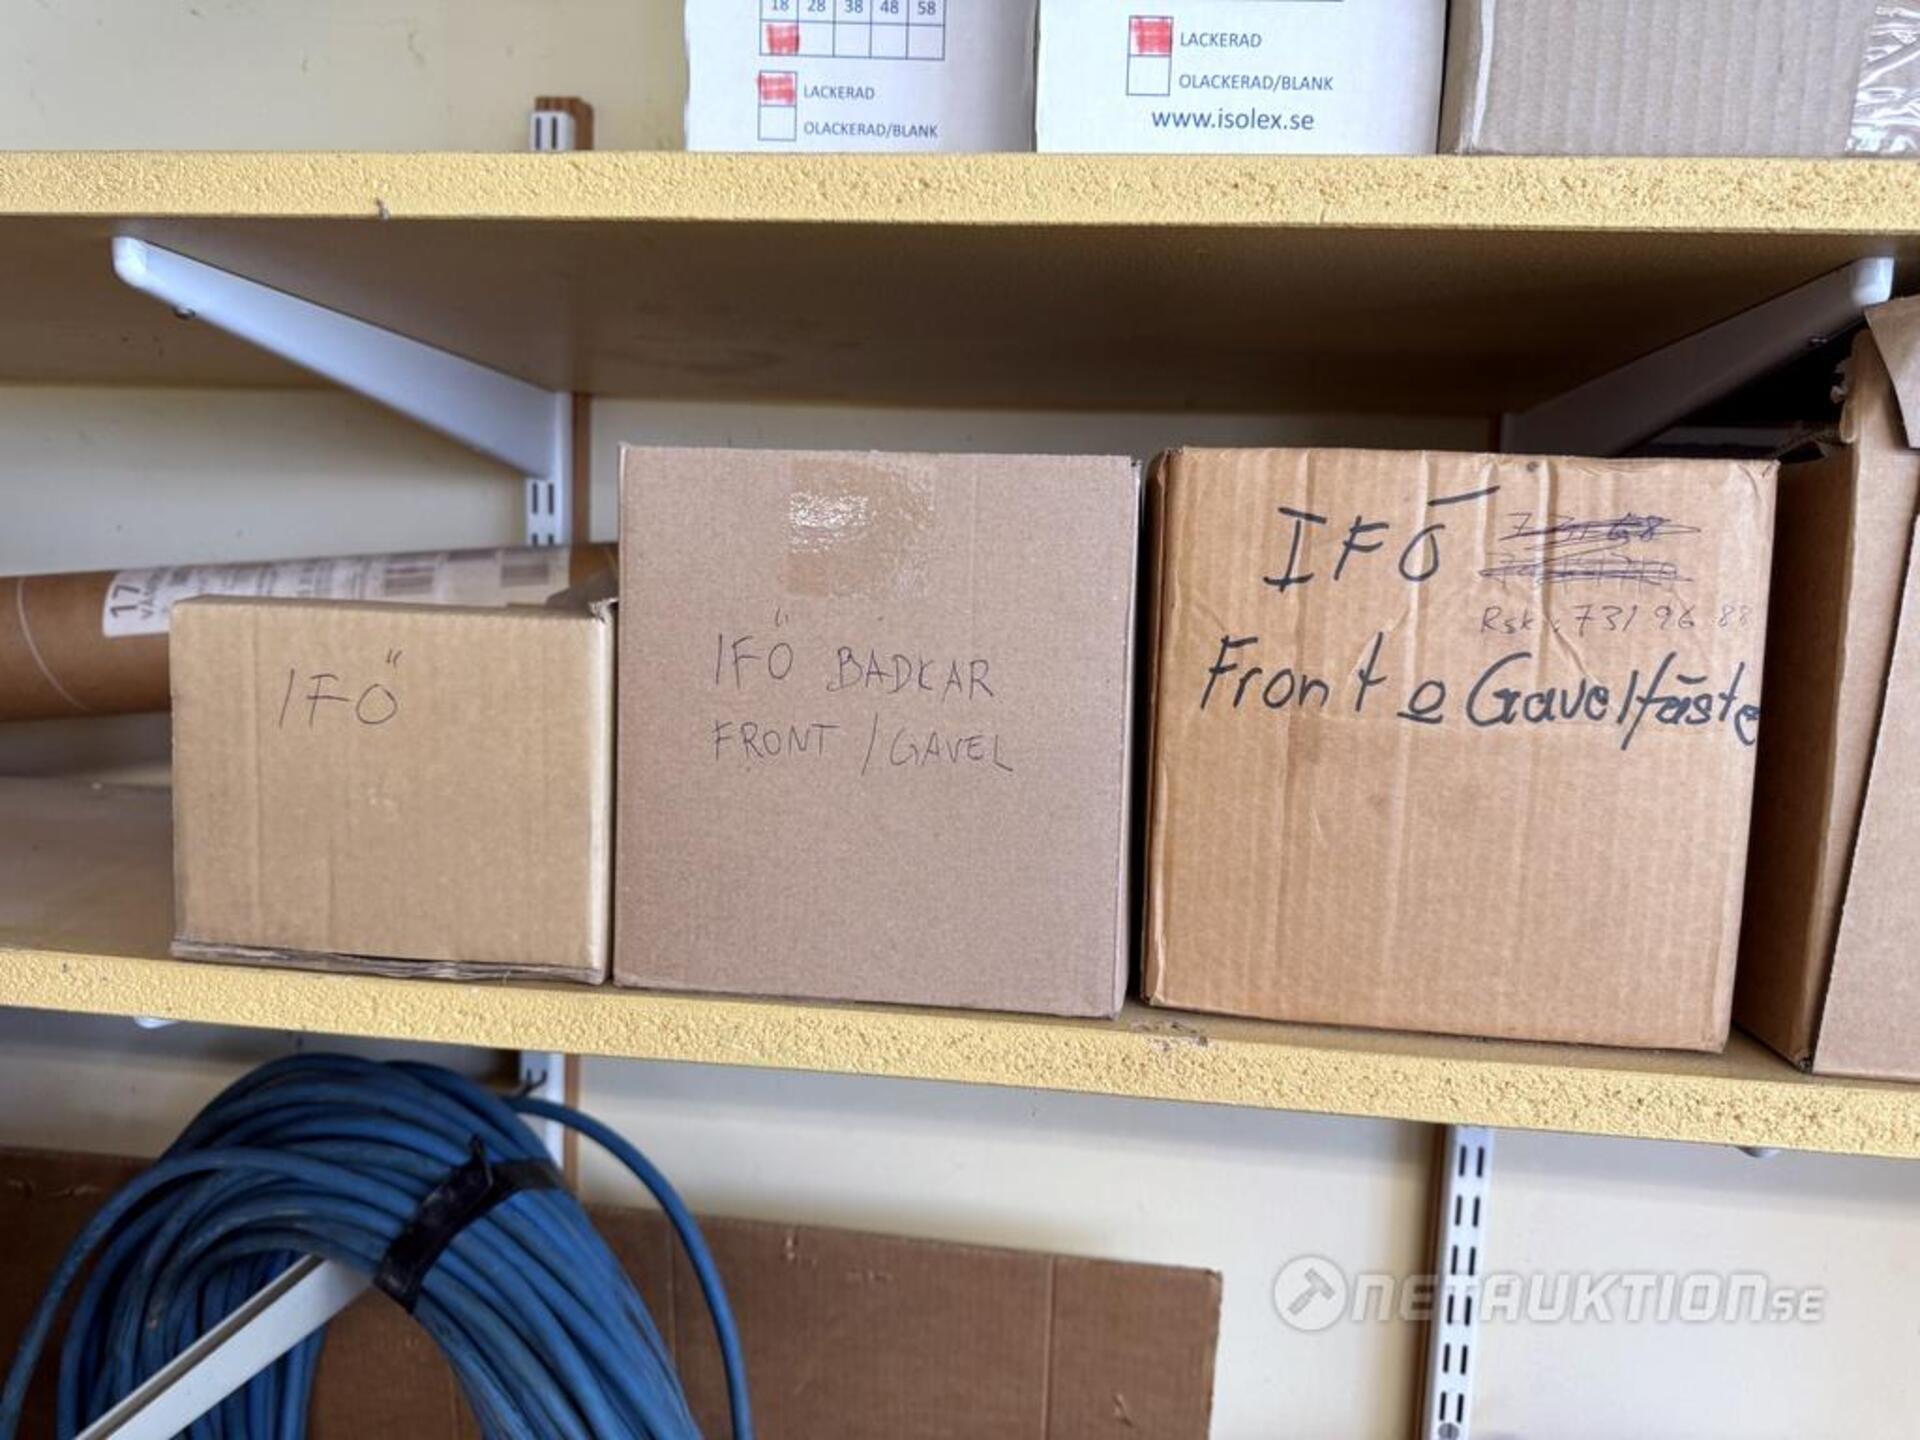 18 28 38 48 58
LACKERAD
OLACKERAD/BLANK
LACKERAD
OLACKERAD/BLANK
www.isolex.se
17
IFÖ
IFÖ BADKAR
FRONT / GAVEL
IFÖ
Rsk: 731 96 88
Front o Gavelfäste
NETAUKTION.SE